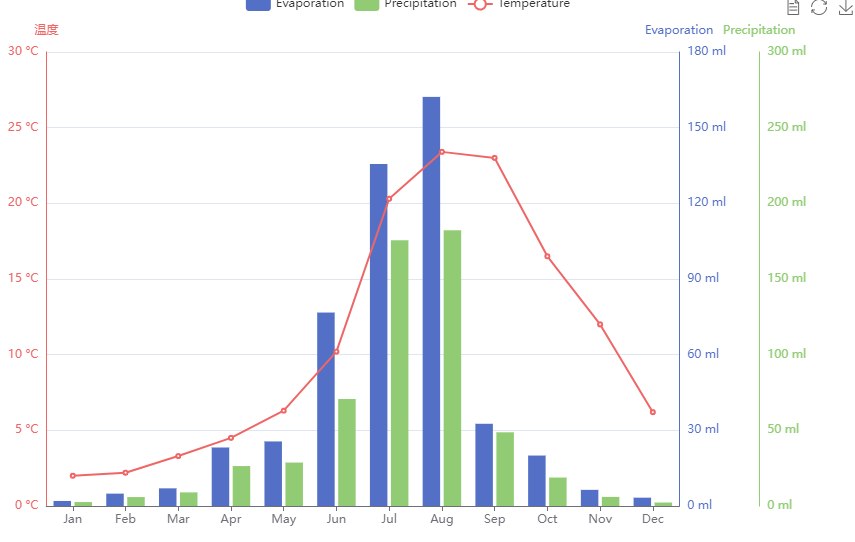 Evaporation Precipitation Temperature
温度 Evaporation Precipitation
30 °C 180 ml 300 ml
25 °C 150 ml 250 ml
20 °C 120 ml 200 ml
15 °C 90 ml 150 ml
10 °C 60 ml 100 ml
5 °C 30 ml 50 ml
0 °C 0 ml 0 ml
Jan Feb Mar Apr May Jun Jul Aug Sep Oct Nov Dec